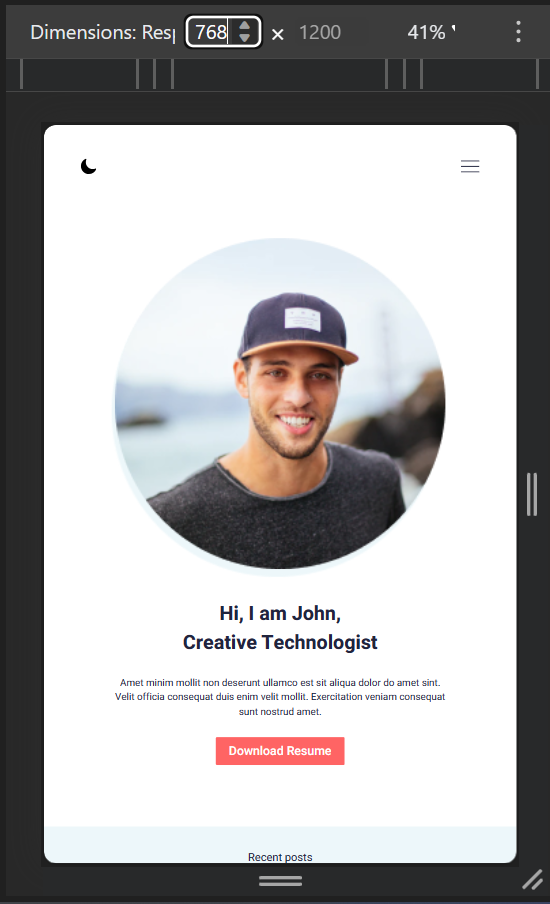 Dimensions: Resp
768
×
1200
41%
Hi, I am John,
Creative Technologist
Amet minim mollit non deserunt ullamco est sit aliqua dolor do amet sint.
Velit officia consequat duis enim velit mollit. Exercitation veniam consequat
sunt nostrud amet.
Download Resume
Recent posts